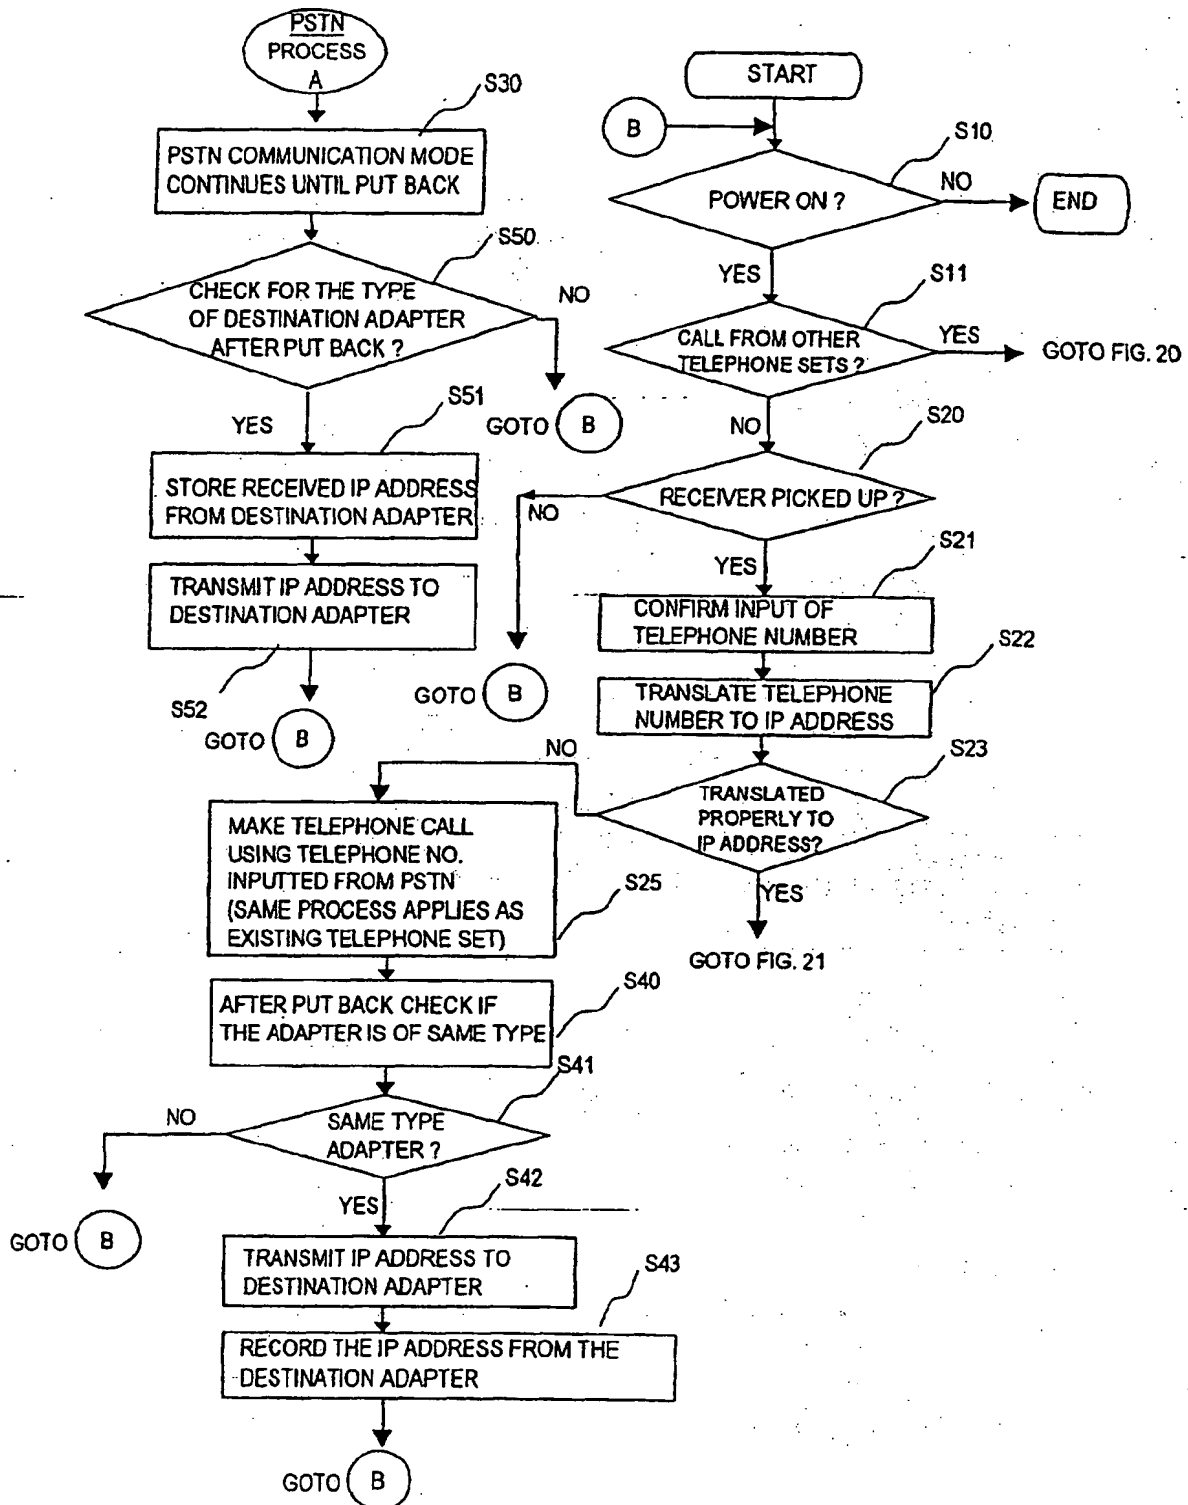 PSTN
PROCESS
A
S30
PSTN COMMUNICATION MODE
CONTINUES UNTIL PUT BACK
S50
CHECK FOR THE TYPE
OF DESTINATION ADAPTER
AFTER PUT BACK ?
NO
GOTO B
YES
S51
STORE RECEIVED IP ADDRESS
FROM DESTINATION ADAPTER
TRANSMIT IP ADDRESS TO
DESTINATION ADAPTER
S52
GOTO B
START
B
S10
POWER ON ?
NO
END
YES
S11
CALL FROM OTHER
TELEPHONE SETS ?
YES
GOTO FIG. 20
NO
S20
RECEIVER PICKED UP ?
NO
GOTO B
YES
S21
CONFIRM INPUT OF
TELEPHONE NUMBER
S22
TRANSLATE TELEPHONE
NUMBER TO IP ADDRESS
S23
TRANSLATED
PROPERLY TO
IP ADDRESS?
YES
GOTO FIG. 21
NO
MAKE TELEPHONE CALL
USING TELEPHONE NO.
INPUTTED FROM PSTN
(SAME PROCESS APPLIES AS
EXISTING TELEPHONE SET)
S25
S40
AFTER PUT BACK CHECK IF
THE ADAPTER IS OF SAME TYPE
S41
SAME TYPE
ADAPTER ?
NO
GOTO B
YES
S42
TRANSMIT IP ADDRESS TO
DESTINATION ADAPTER
S43
RECORD THE IP ADDRESS FROM THE
DESTINATION ADAPTER
GOTO B